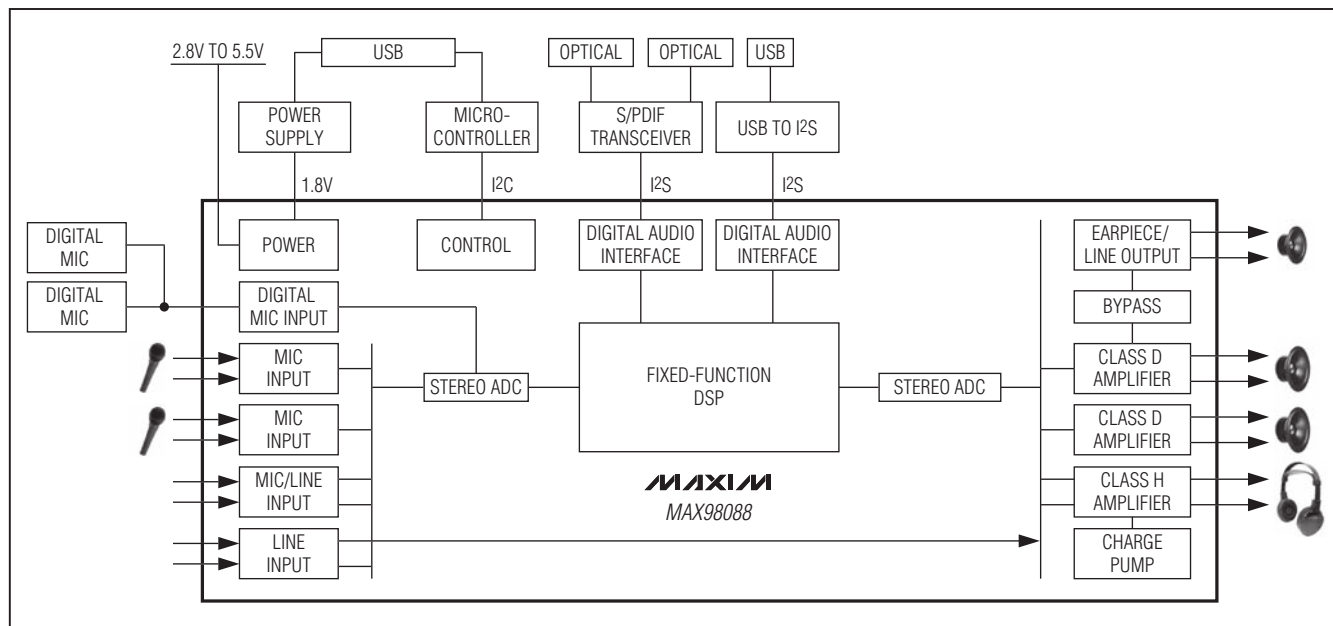 2.8V TO 5.5V
USB
OPTICAL
OPTICAL
USB
POWER
SUPPLY
MICRO-
CONTROLLER
S/PDIF
TRANSCEIVER
USB TO I2S
1.8V
I2C
I2S
I2S
DIGITAL
MIC
POWER
CONTROL
DIGITAL AUDIO
INTERFACE
DIGITAL AUDIO
INTERFACE
EARPIECE/
LINE OUTPUT
DIGITAL
MIC
DIGITAL
MIC INPUT
BYPASS
MIC
INPUT
STEREO ADC
FIXED-FUNCTION
DSP
STEREO ADC
CLASS D
AMPLIFIER
MIC
INPUT
CLASS D
AMPLIFIER
MIC/LINE
INPUT
MAXIM
MAX98088
CLASS H
AMPLIFIER
LINE
INPUT
CHARGE
PUMP